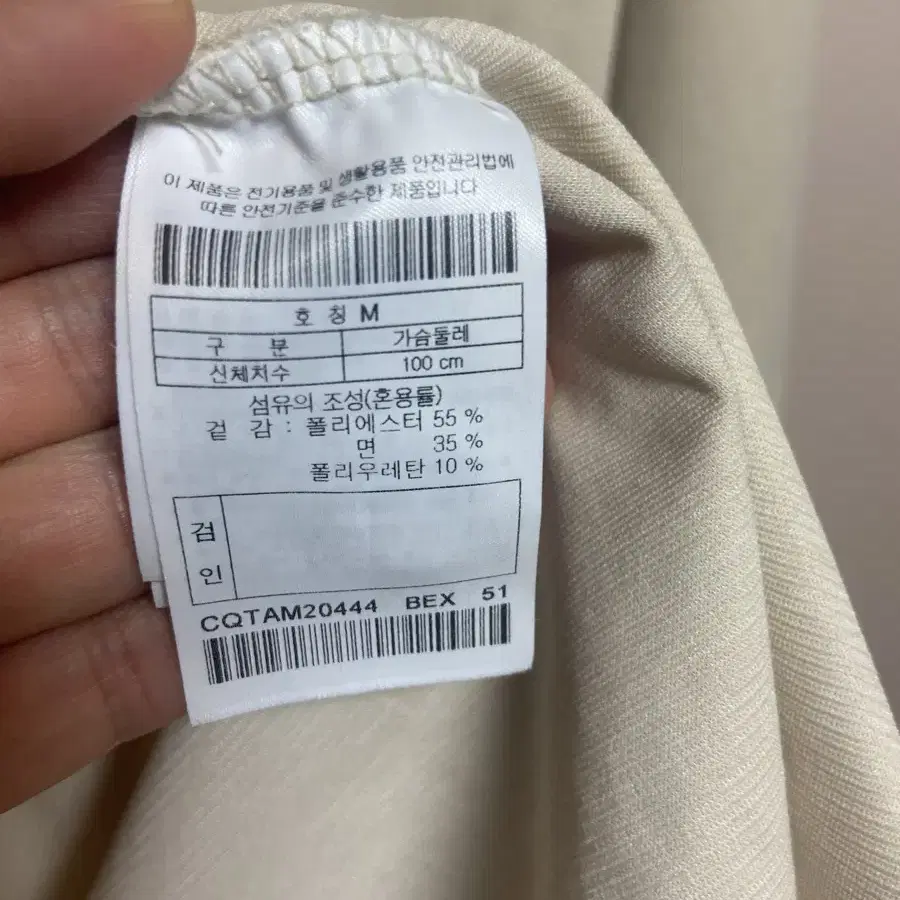 이 제품은 전기용품 및 생활용품 안전관리법에
따른 안전기준을 준수한 제품입니다
호 칭 M
구 분 가슴둘레
신체치수 100 cm
섬유의 조성(혼용률)
겉 감 : 폴리에스터 55 %
면 35 %
폴리우레탄 10 %
검
인
CQTAM20444 BEX 51